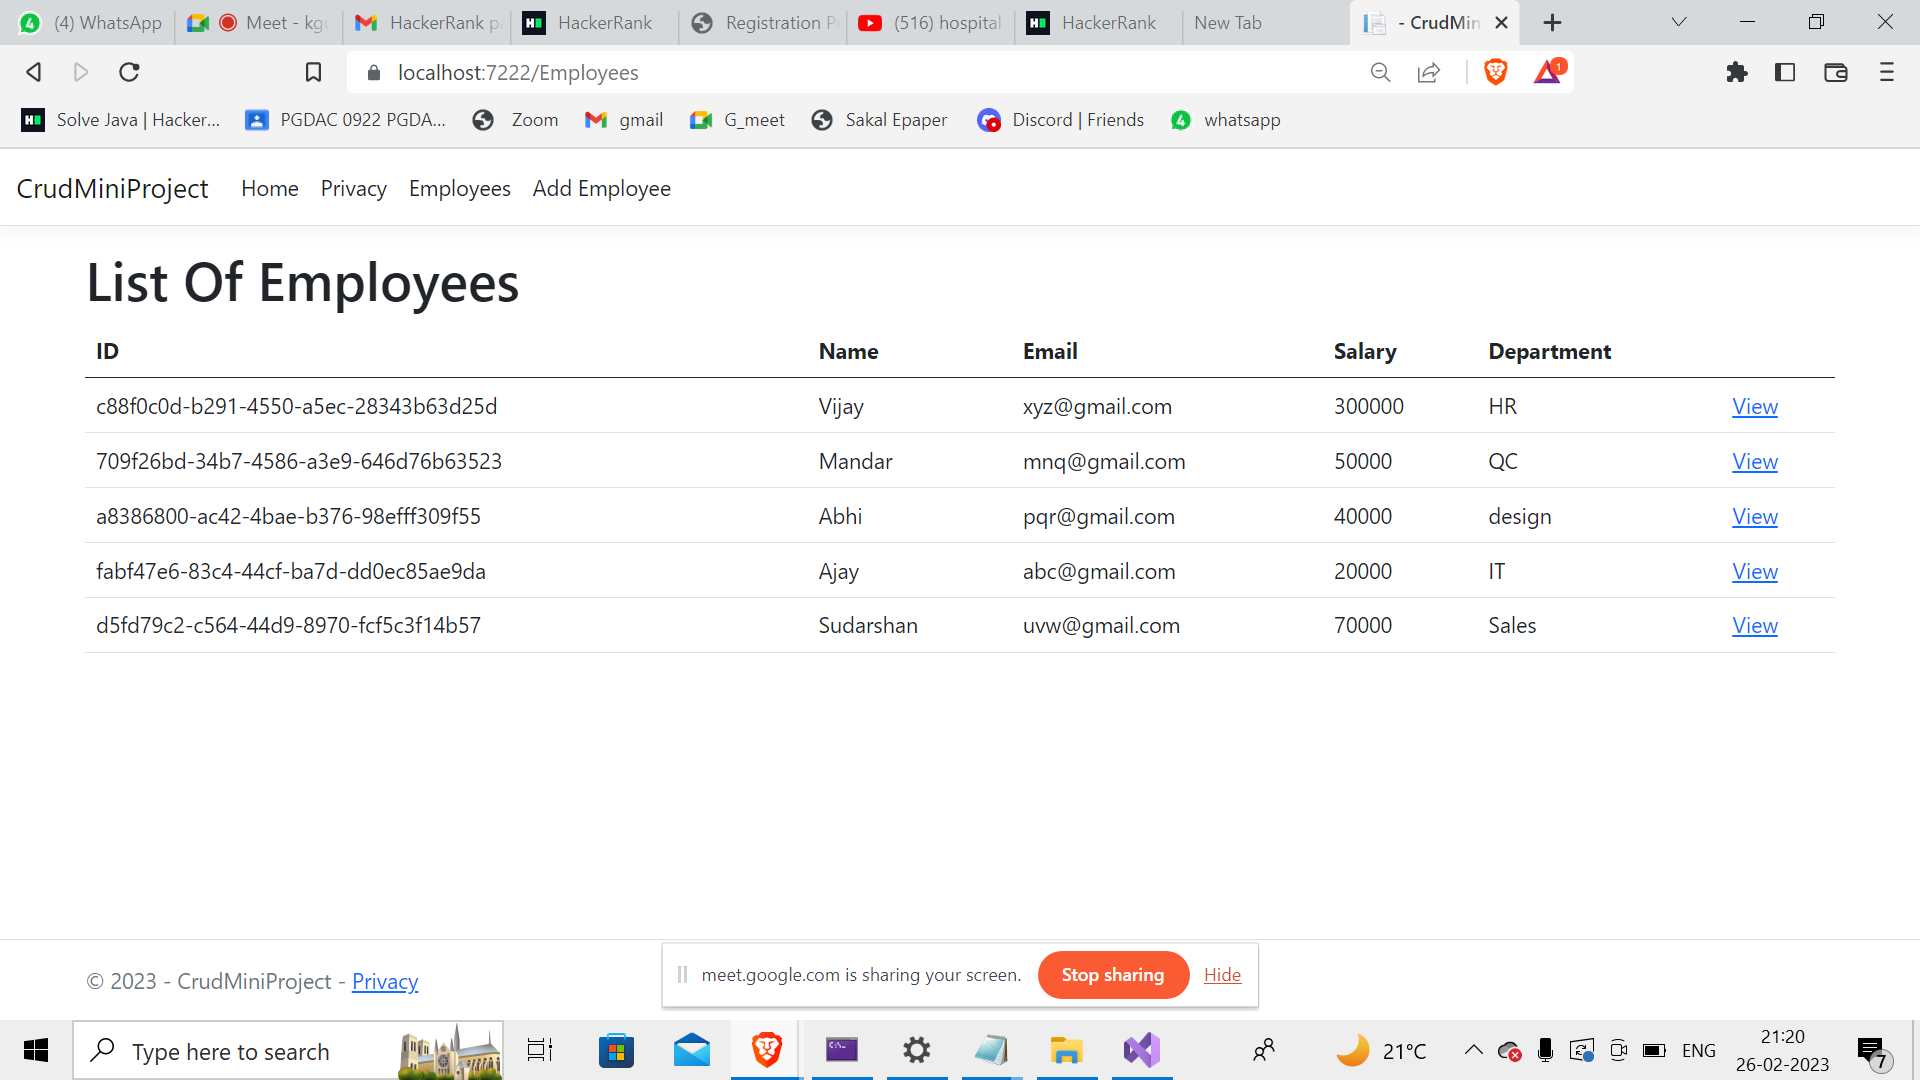 (4) WhatsApp Meet - kgu HackerRank pa HackerRank Registration P (516) hospital HackerRank New Tab - CrudMin
localhost:7222/Employees 1
Solve Java | Hacker... PGDAC 0922 PGDA... Zoom gmail G_meet Sakal Epaper Discord | Friends whatsapp
CrudMiniProject Home Privacy Employees Add Employee
List Of Employees
ID Name Email Salary Department
c88f0c0d-b291-4550-a5ec-28343b63d25d Vijay xyz@gmail.com 300000 HR View
709f26bd-34b7-4586-a3e9-646d76b63523 Mandar mnq@gmail.com 50000 QC View
a8386800-ac42-4bae-b376-98efff309f55 Abhi pqr@gmail.com 40000 design View
fabf47e6-83c4-44cf-ba7d-dd0ec85ae9da Ajay abc@gmail.com 20000 IT View
d5fd79c2-c564-44d9-8970-fcf5c3f14b57 Sudarshan uvw@gmail.com 70000 Sales View
© 2023 - CrudMiniProject - Privacy
meet.google.com is sharing your screen. Stop sharing Hide
Type here to search 21°C ENG 21:20
26-02-2023 7